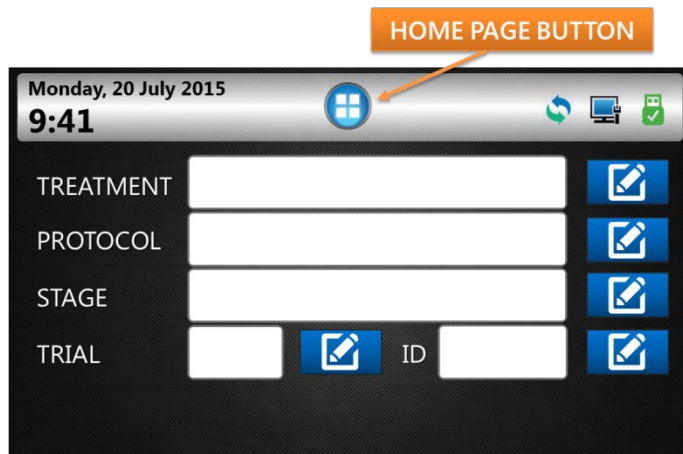 HOME PAGE BUTTON
Monday, 20 July 2015
9:41
TREATMENT
PROTOCOL
STAGE
TRIAL ID